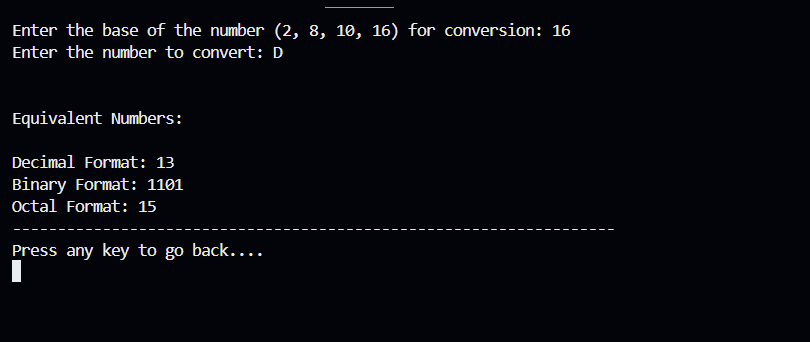 Enter the base of the number (2, 8, 10, 16) for conversion: 16
Enter the number to convert: D
Equivalent Numbers:
Decimal Format: 13
Binary Format: 1101
Octal Format: 15
-------------------------------------------------------------------
Press any key to go back....